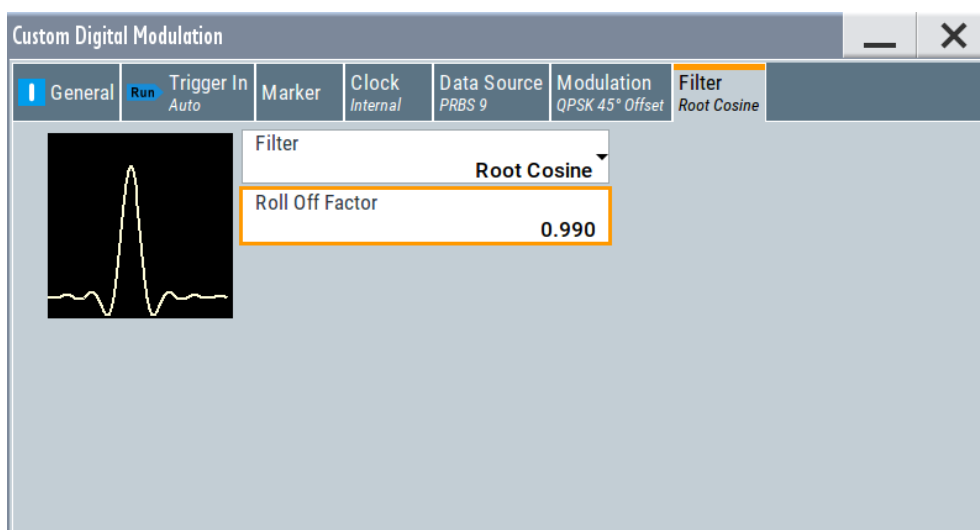 Custom Digital Modulation
General
Run
Trigger In
Auto
Marker
Clock
Internal
Data Source
PRBS 9
Modulation
QPSK 45° Offset
Filter
Root Cosine
Filter
Root Cosine
Roll Off Factor
0.990